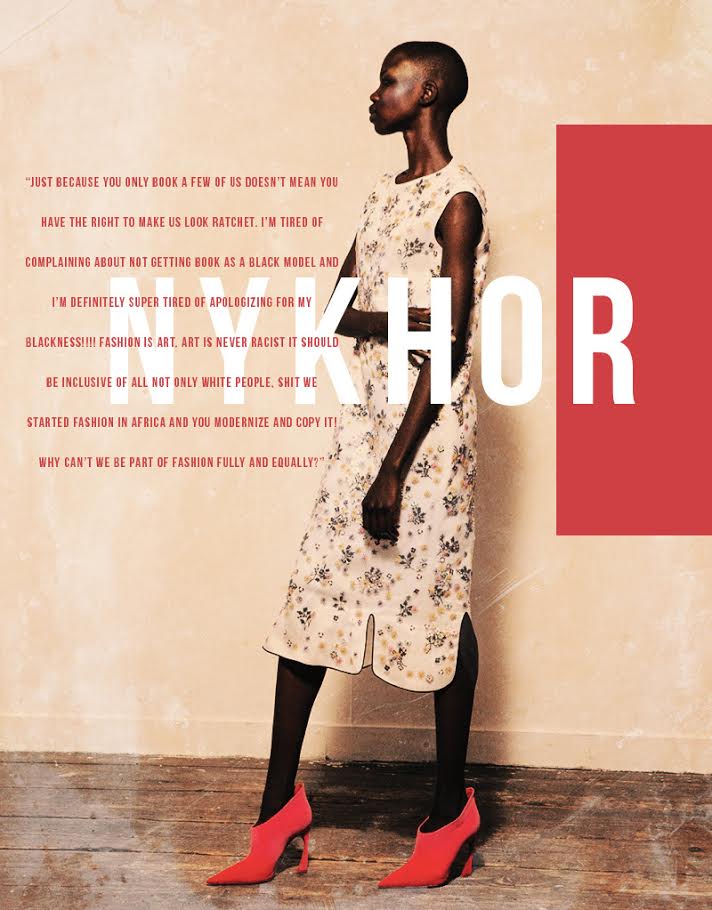 "JUST BECAUSE YOU ONLY BOOK A FEW OF US DOESN'T MEAN YOU
HAVE THE RIGHT TO MAKE US LOOK RATCHET. I'M TIRED OF
COMPLAINING ABOUT NOT GETTING BOOK AS A BLACK MODEL AND
I'M DEFINITELY SUPER TIRED OF APOLOGIZING FOR MY
BLACKNESS!!!! FASHION IS ART, ART IS NEVER RACIST IT SHOULD
BE INCLUSIVE OF ALL NOT ONLY WHITE PEOPLE, SHIT WE
STARTED FASHION IN AFRICA AND YOU MODERNIZE AND COPY IT!
WHY CAN'T WE BE PART OF FASHION FULLY AND EQUALLY?"
NYKHOR